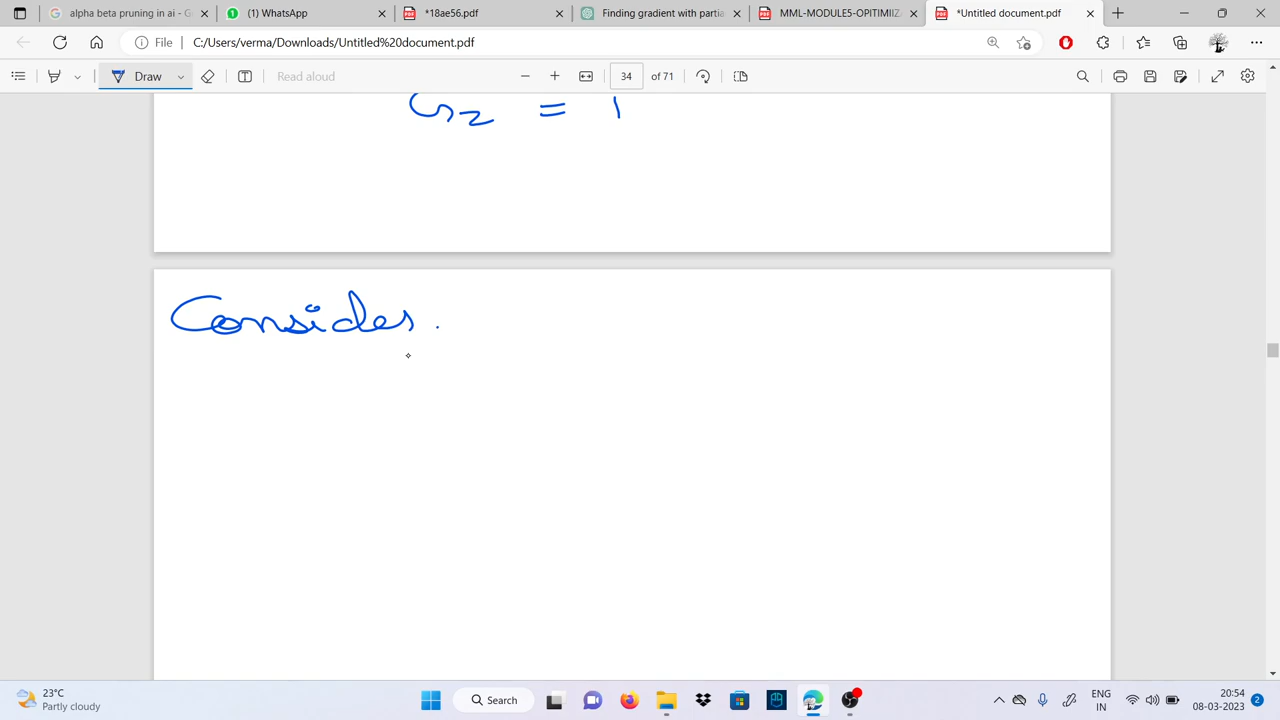 alpha beta pruning in ai - G
(1) WhatsApp
*18ae56.pdf
Finding gradient with partia
MML-MODULE5-OPITIMIIZA
*Untitled document.pdf
File C:/Users/verma/Downloads/Untitled%20document.pdf
Draw Read aloud 34 of 71
G2 = 1
Consider.
23°C
Partly Cloudy
Search
ENG
IN
20:54
08-03-2023
2